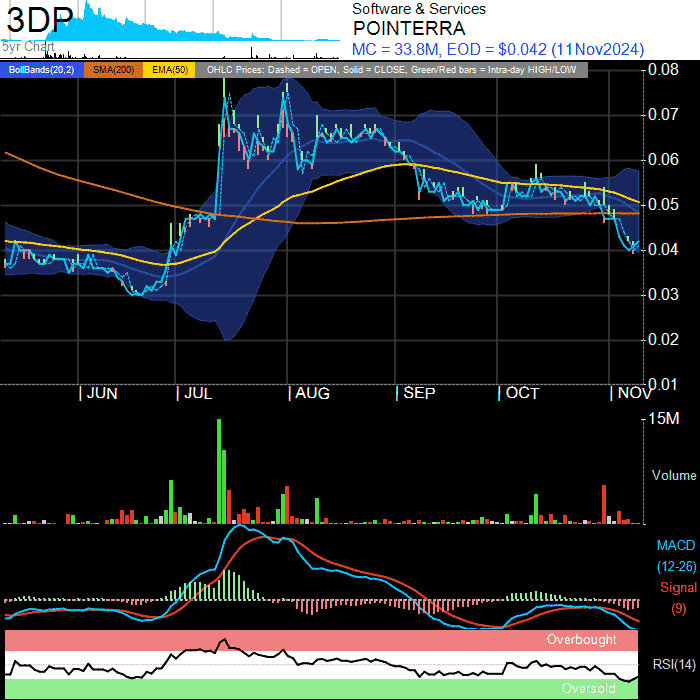 3DP
5yr Chart
Software & Services
POINTERRA
MC = 33.8M, EOD = $0.042 (11Nov2024)
BollBands(20,2) SMA(200) EMA(50) OHLC Prices: Dashed = OPEN, Solid = CLOSE, Green/Red bars = Intra-day HIGH/LOW
0.08
0.07
0.06
0.05
0.04
0.03
0.02
0.01
JUN JUL AUG SEP OCT NOV
15M
Volume
MACD
(12-26)
Signal
(9)
Overbought
RSI(14)
Oversold